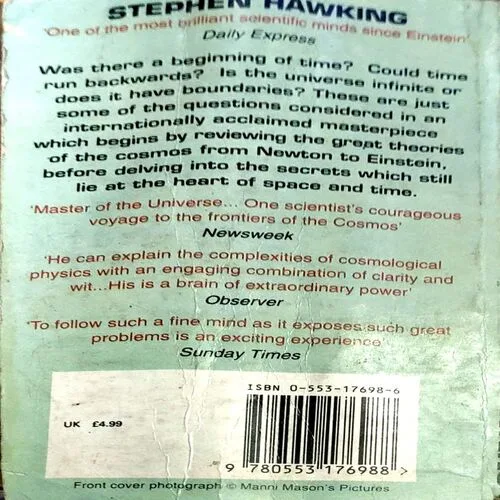 STEPHEN HAWKING
'One of the most brilliant scientific minds since Einstein'
Daily Express
Was there a beginning of time? Could time
run backwards? Is the universe infinite or
does it have boundaries? These are just
some of the questions considered in an
internationally acclaimed masterpiece
which begins by reviewing the great theories
of the cosmos from Newton to Einstein,
before delving into the secrets which still
lie at the heart of space and time.
'Master of the Universe... One scientist's courageous
voyage to the frontiers of the Cosmos'
Newsweek
'He can explain the complexities of cosmological
physics with an engaging combination of clarity and
wit...His is a brain of extraordinary power'
Observer
'To follow such a fine mind as it exposes such great
problems is an exciting experience'
Sunday Times
ISBN 0-553-17698-6
UK £4.99
9 780553 176988 >
Front cover photograph © Manni Mason's Pictures